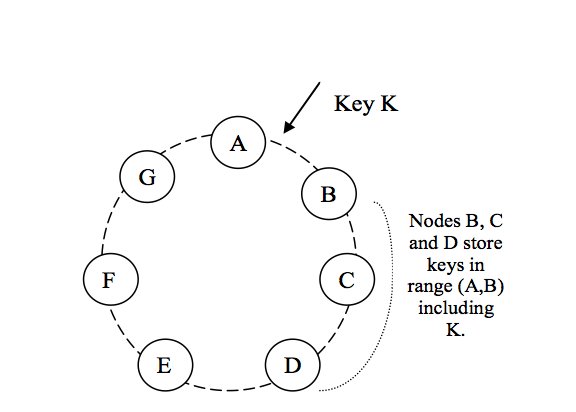 Key K
A
G
B
Nodes B, C
and D store
keys in
range (A,B)
including
K.
F
C
E
D